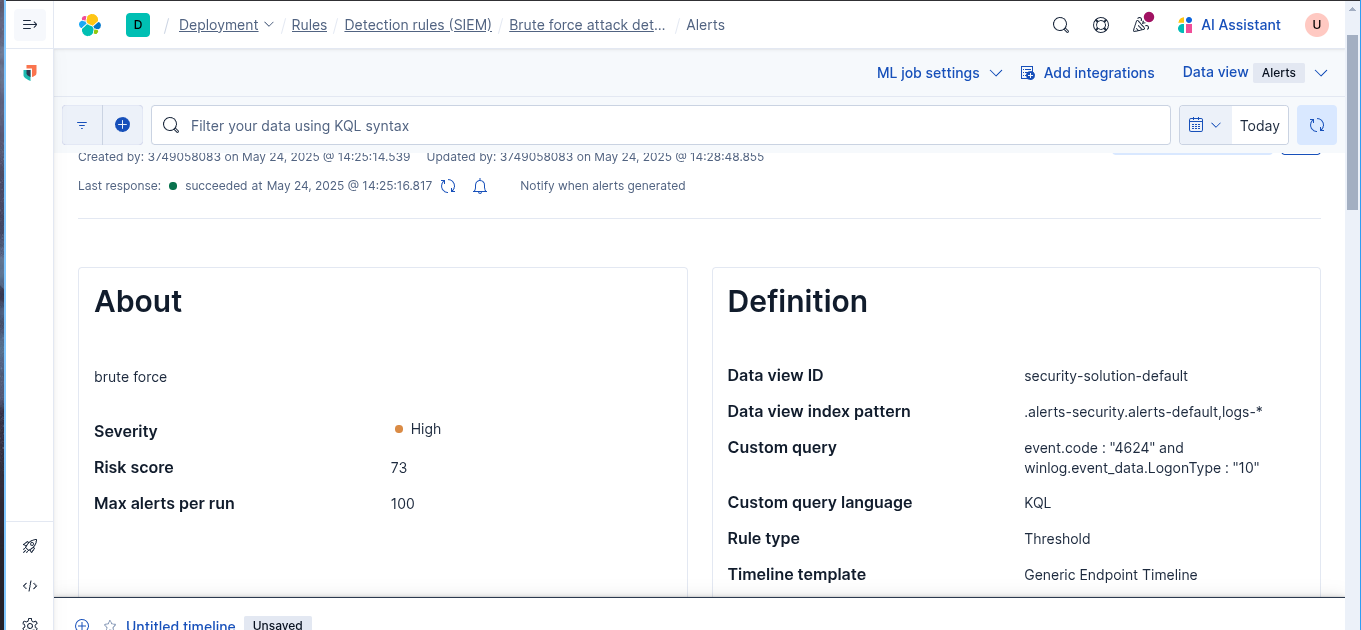 D / Deployment / Rules / Detection rules (SIEM) / Brute force attack det... / Alerts AI Assistant U
ML job settings Add integrations Data view Alerts
Filter your data using KQL syntax Today
Created by: 3749058083 on May 24, 2025 @ 14:25:14.539 Updated by: 3749058083 on May 24, 2025 @ 14:28:48.855
Last response: succeeded at May 24, 2025 @ 14:25:16.817 Notify when alerts generated
About
brute force
Severity High
Risk score 73
Max alerts per run 100
Definition
Data view ID security-solution-default
Data view index pattern .alerts-security.alerts-default,logs-*
Custom query event.code : "4624" and
winlog.event_data.LogonType : "10"
Custom query language KQL
Rule type Threshold
Timeline template Generic Endpoint Timeline
Untitled timeline Unsaved